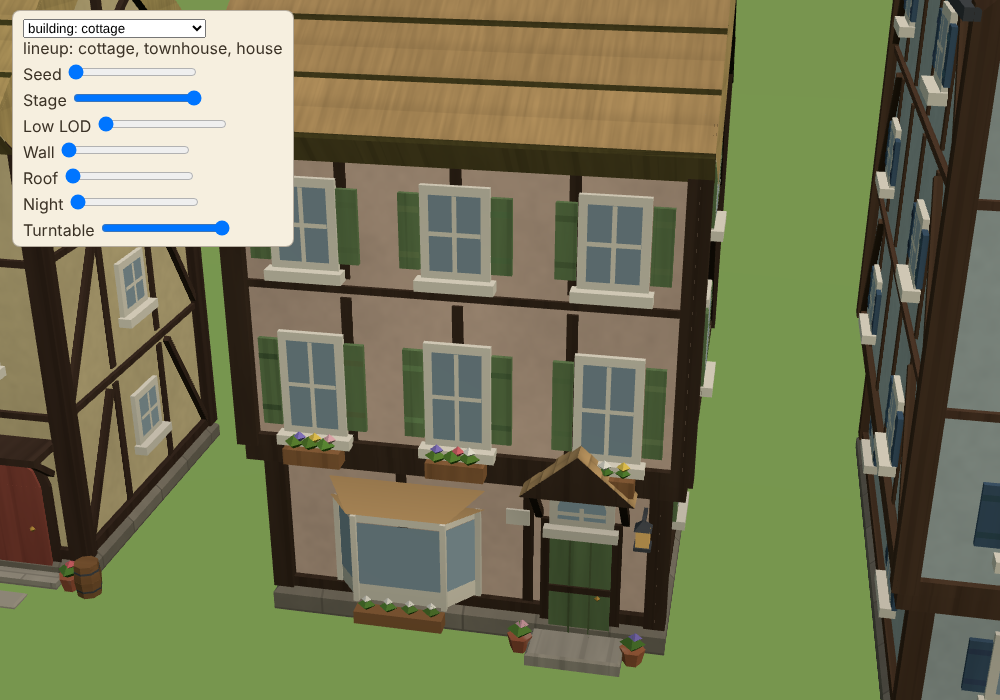 building: cottage
lineup: cottage, townhouse, house
Seed
Stage
Low LOD
Wall
Roof
Night
Turntable